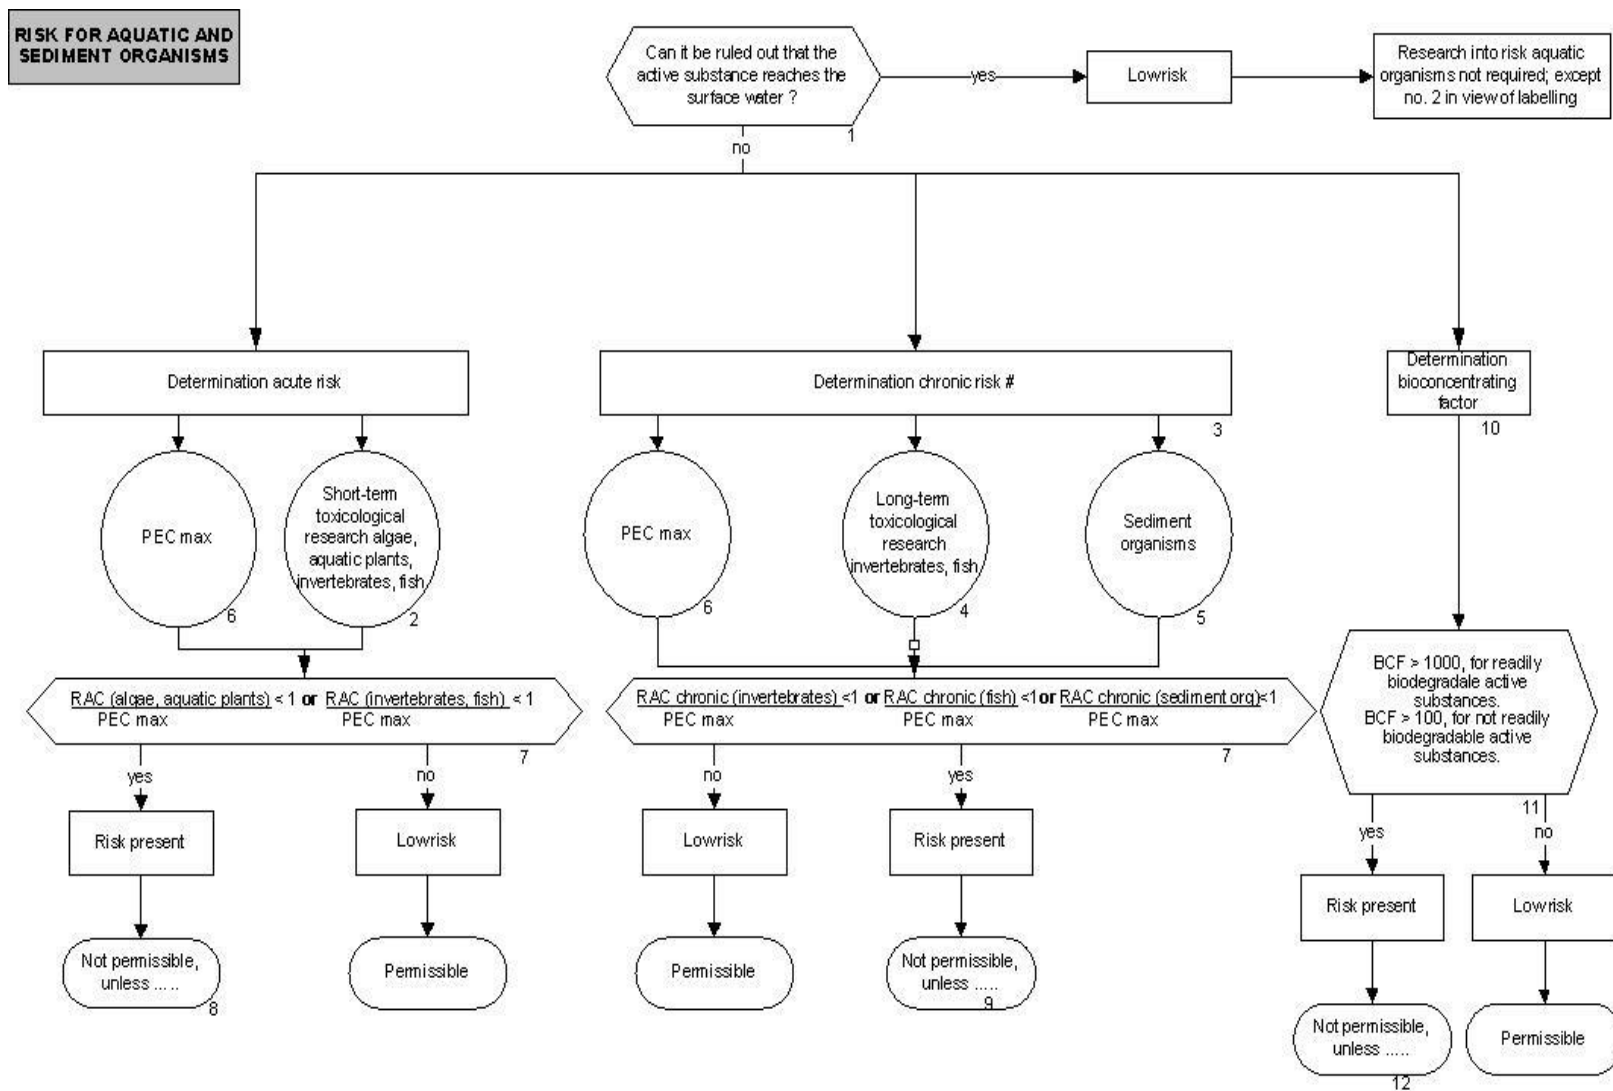 RISK FOR AQUATIC AND
SEDIMENT ORGANISMS
Can it be ruled out that the
active substance reaches the
surface water ?
1
yes
Low risk
Research into risk aquatic
organisms not required; except
no. 2 in view of labelling
no
Determination acute risk
Determination chronic risk #
3
Determination
bioconcentrating
factor
10
PEC max
6
Short-term
toxicological
research algae,
aquatic plants,
invertebrates, fish
2
PEC max
6
Long-term
toxicological
research
invertebrates, fish
4
Sediment
organisms
5
RAC (algae, aquatic plants) < 1 or RAC (invertebrates, fish) < 1
PEC max PEC max
7
RAC chronic (invertebrates) <1 or RAC chronic (fish) <1 or RAC chronic (sediment org)<1
PEC max PEC max PEC max
7
BCF > 1000, for readily
biodegradale active
substances.
BCF > 100, for not readily
biodegradable active
substances.
11
yes
no
no
yes
yes
no
Risk present
Low risk
Low risk
Risk present
Risk present
Low risk
Not permissible,
unless .....
8
Permissible
Permissible
Not permissible,
unless .....
9
Not permissible,
unless .....
12
Permissible